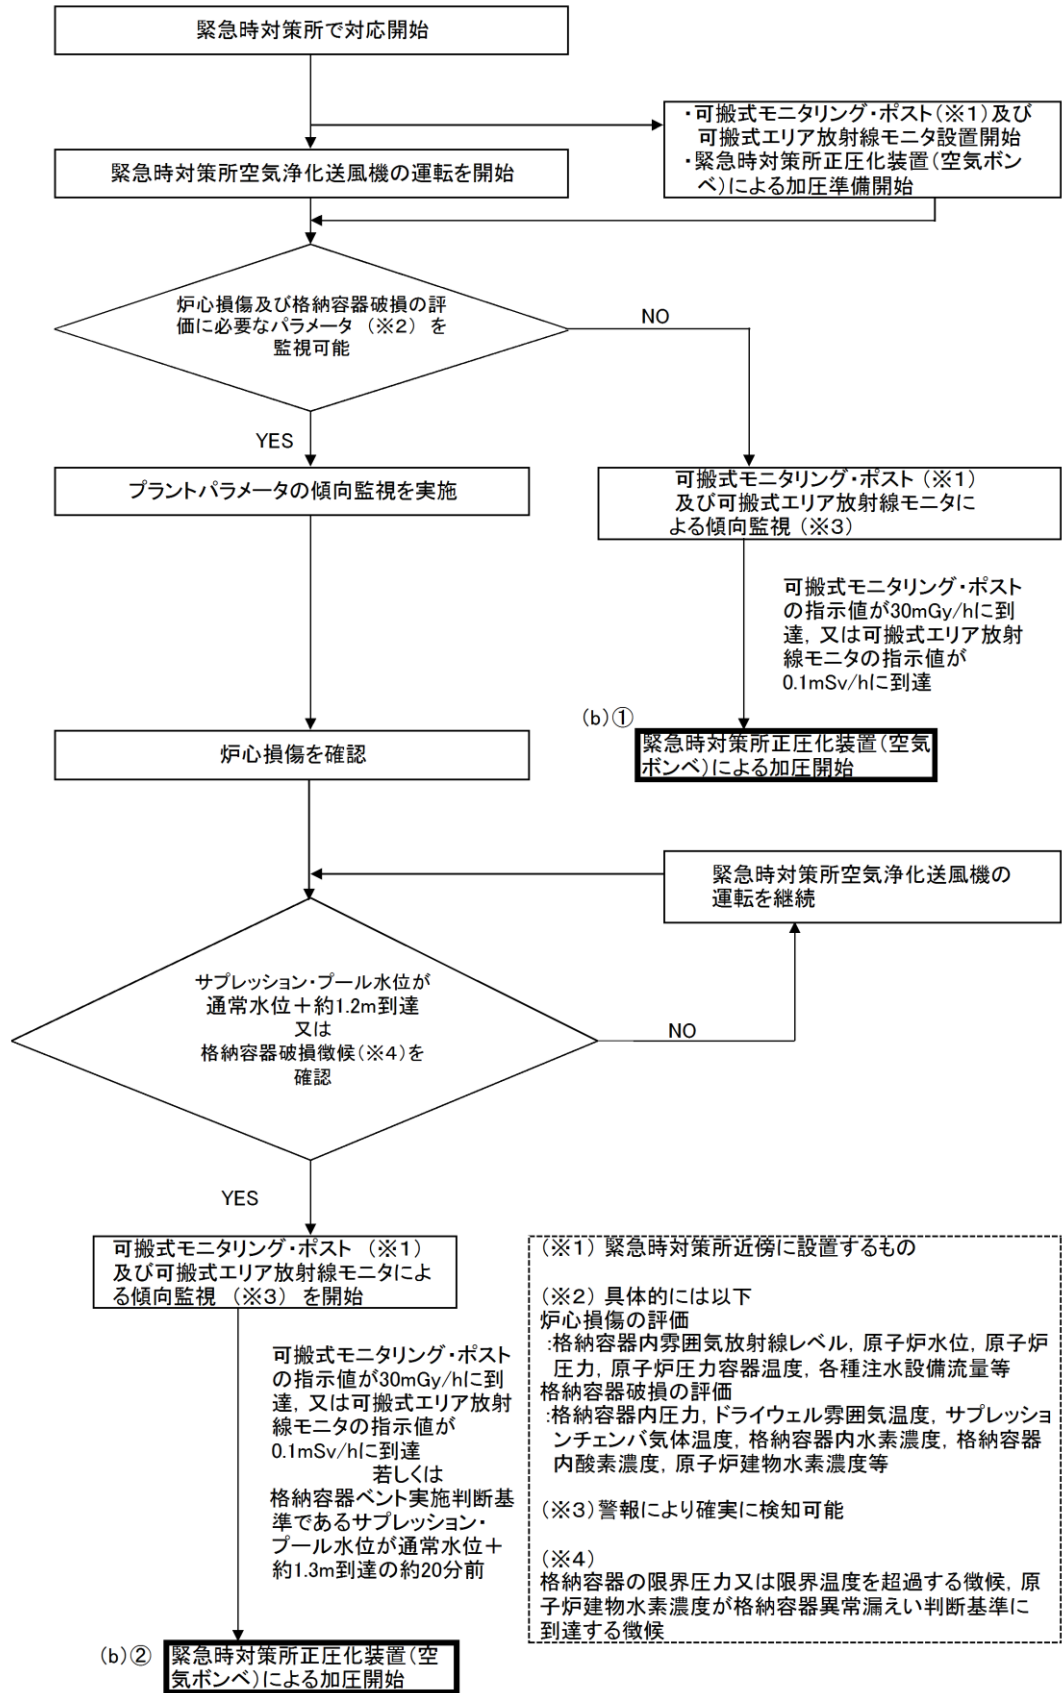 緊急時対策所で対応開始
・可搬式モニタリング・ポスト(※1)及び
可搬式エリア放射線モニタ設置開始
・緊急時対策所正圧化装置(空気ボン
ベ)による加圧準備開始
緊急時対策所空気浄化送風機の運転を開始
炉心損傷及び格納容器破損の評
価に必要なパラメータ (※2) を
監視可能
NO
YES
プラントパラメータの傾向監視を実施
可搬式モニタリング・ポスト (※1)
及び可搬式エリア放射線モニタに
よる傾向監視 (※3)
可搬式モニタリング・ポスト
の指示値が30mGy/hに到
達, 又は可搬式エリア放射
線モニタの指示値が
0.1mSv/hに到達
(b)①
緊急時対策所正圧化装置(空気
ボンベ)による加圧開始
炉心損傷を確認
緊急時対策所空気浄化送風機の
運転を継続
サプレッション・プール水位が
通常水位+約1.2m到達
又は
格納容器破損徴候(※4)を
確認
NO
YES
可搬式モニタリング・ポスト (※1)
及び可搬式エリア放射線モニタによ
る傾向監視 (※3) を開始
可搬式モニタリング・ポスト
の指示値が30mGy/hに到
達, 又は可搬式エリア放射
線モニタの指示値が
0.1mSv/hに到達
若しくは
格納容器ベント実施判断基
準であるサプレッション・
プール水位が通常水位+
約1.3m到達の約20分前
(b)②
緊急時対策所正圧化装置(空
気ボンベ)による加圧開始
(※1) 緊急時対策所近傍に設置するもの
(※2) 具体的には以下
炉心損傷の評価
:格納容器内雰囲気放射線レベル, 原子炉水位, 原子炉
圧力, 原子炉圧力容器温度, 各種注水設備流量等
格納容器破損の評価
:格納容器内圧力, ドライウェル雰囲気温度, サプレッショ
ンチェンバ気体温度, 格納容器内水素濃度, 格納容器
内酸素濃度, 原子炉建物水素濃度等
(※3) 警報により確実に検知可能
(※4)
格納容器の限界圧力又は限界温度を超過する徴候, 原
子炉建物水素濃度が格納容器異常漏えい判断基準に
到達する徴候